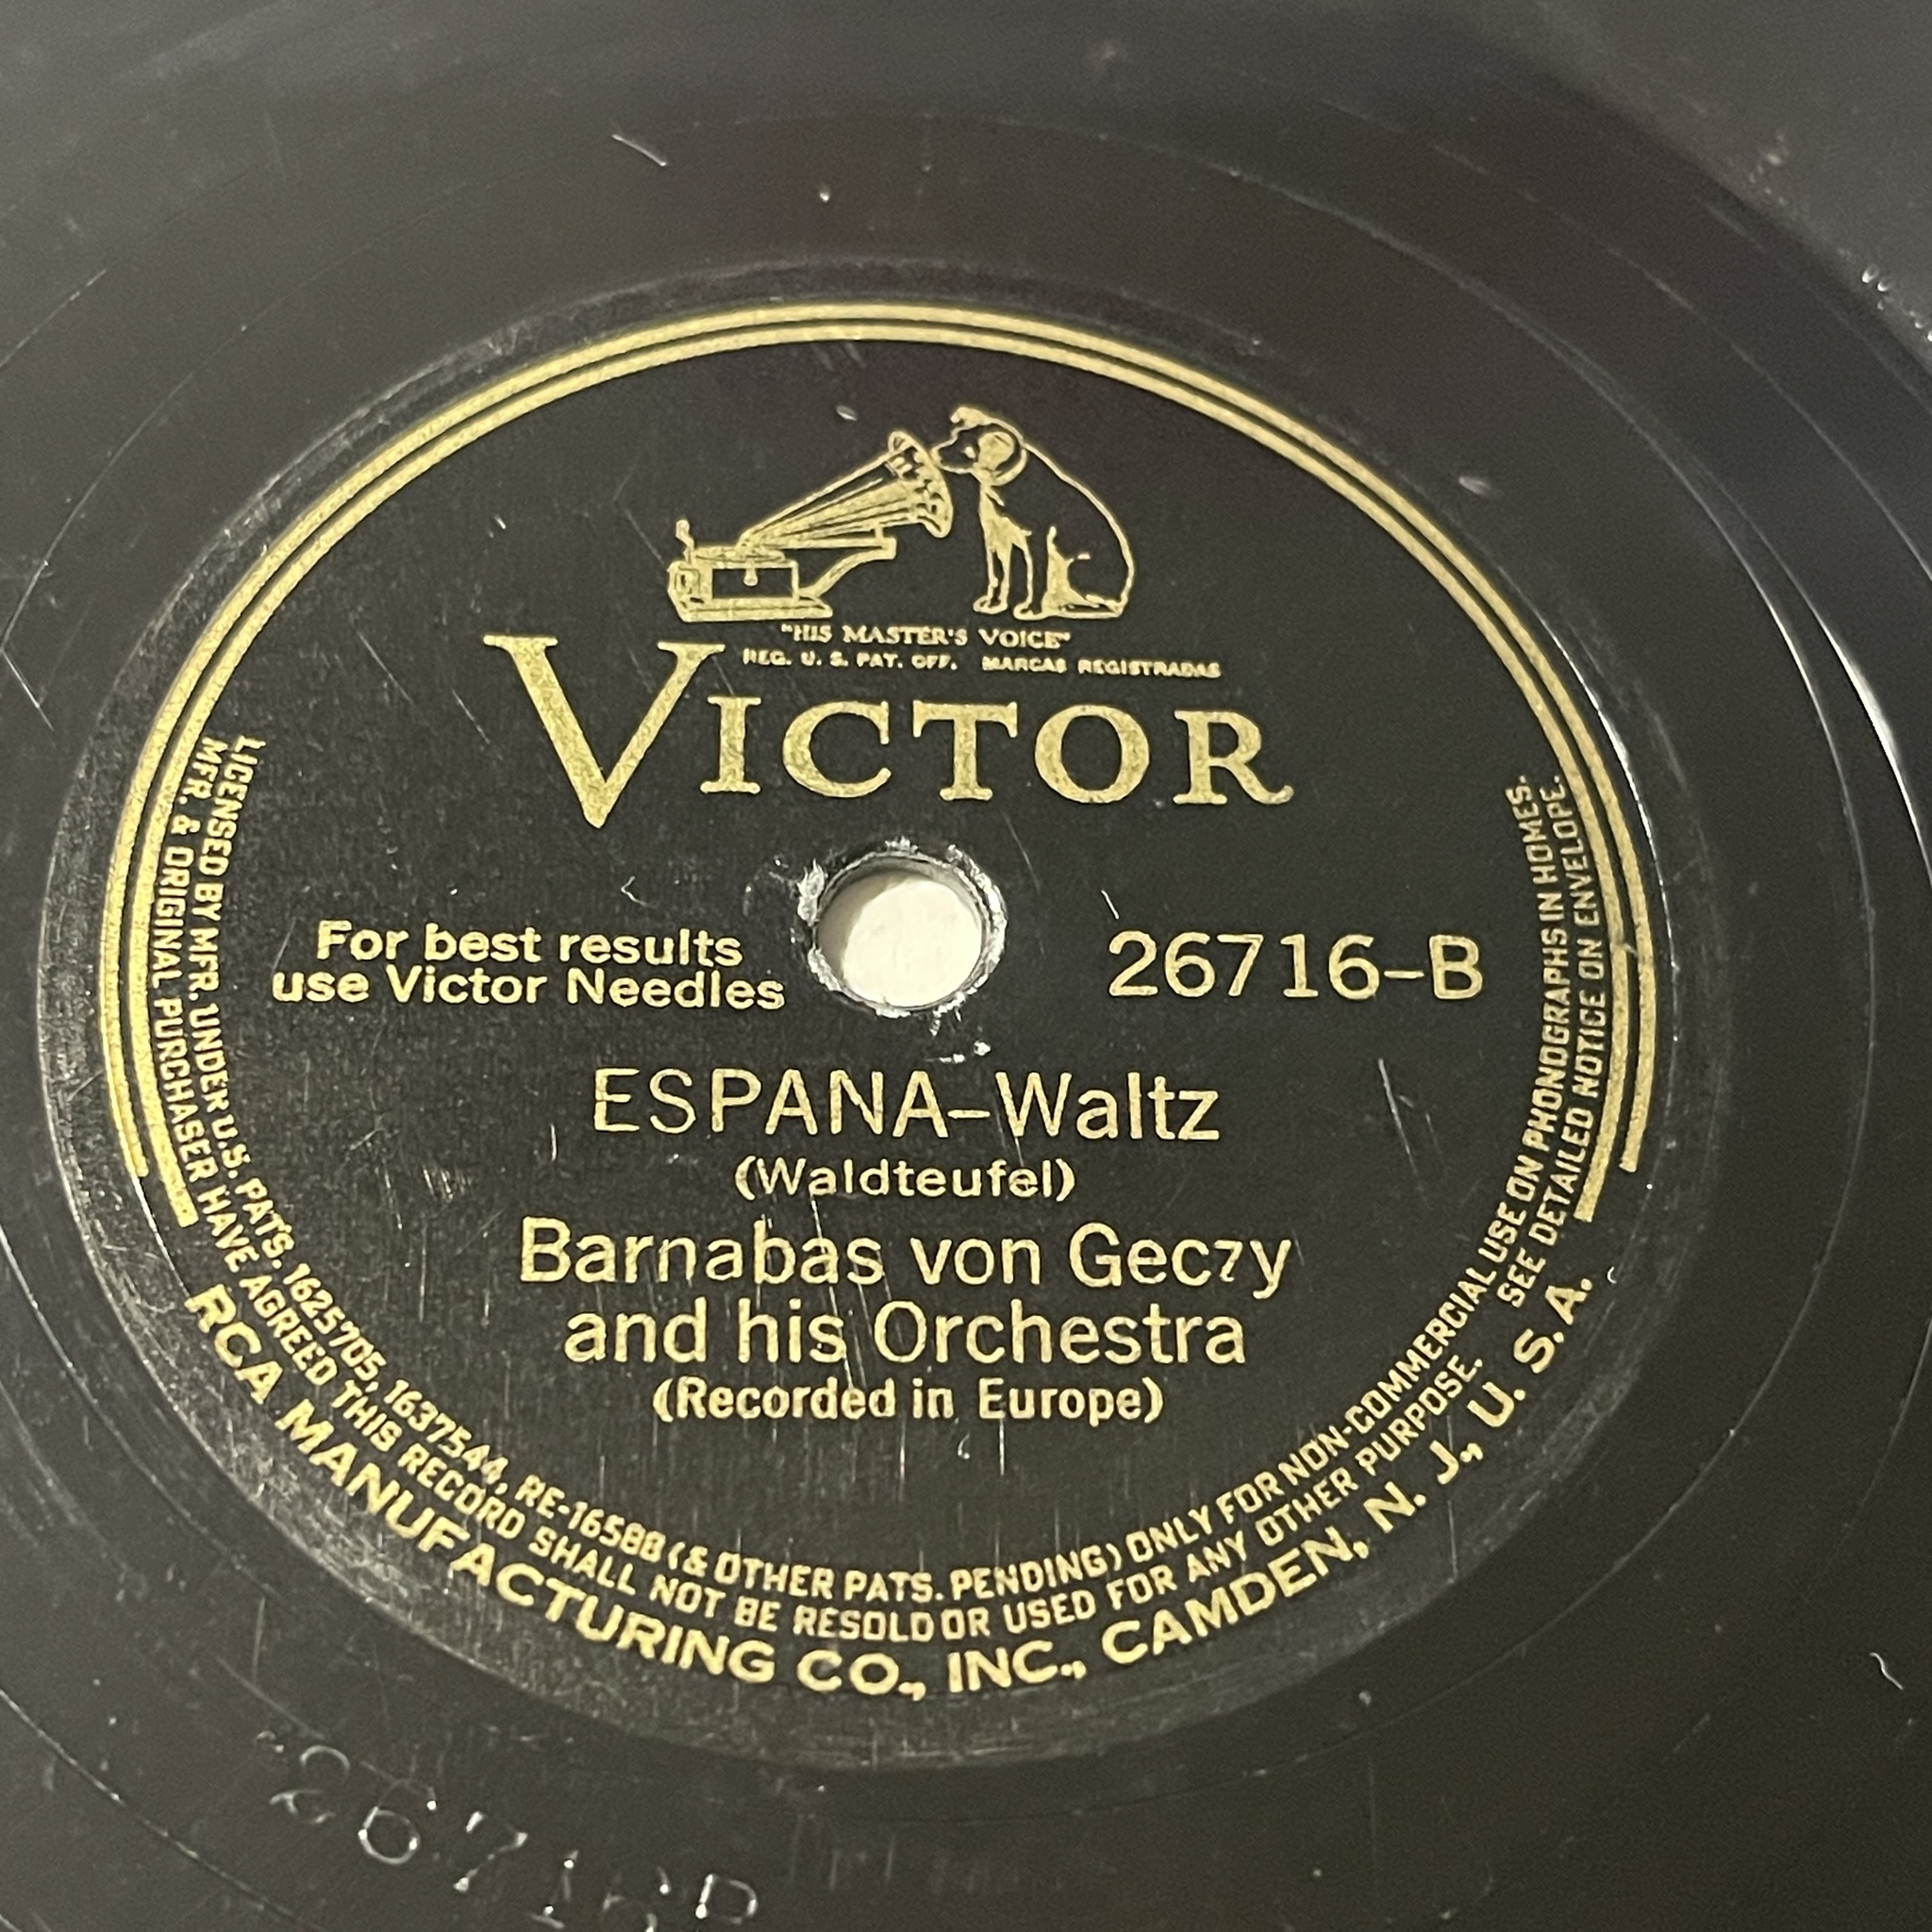 "HIS MASTER'S VOICE"
REG. U. S. PAT. OFF. MARCAS REGISTRADAS
VICTOR
For best results
use Victor Needles
26716-B
ESPANA-Waltz
(Waldteufel)
Barnabas von Geczy
and his Orchestra
(Recorded in Europe)
LICENSED BY MFR. UNDER U.S. PATS. 1625705, 1637544, RE-16588 (& OTHER PATS. PENDING) ONLY FOR NON-COMMERCIAL USE ON PHONOGRAPHS IN HOMES.
MFR. & ORIGINAL PURCHASER HAVE AGREED THIS RECORD SHALL NOT BE RESOLD OR USED FOR ANY OTHER PURPOSE. SEE DETAILED NOTICE ON ENVELOPE.
RCA MANUFACTURING CO., INC., CAMDEN, N. J., U. S. A.
26716B